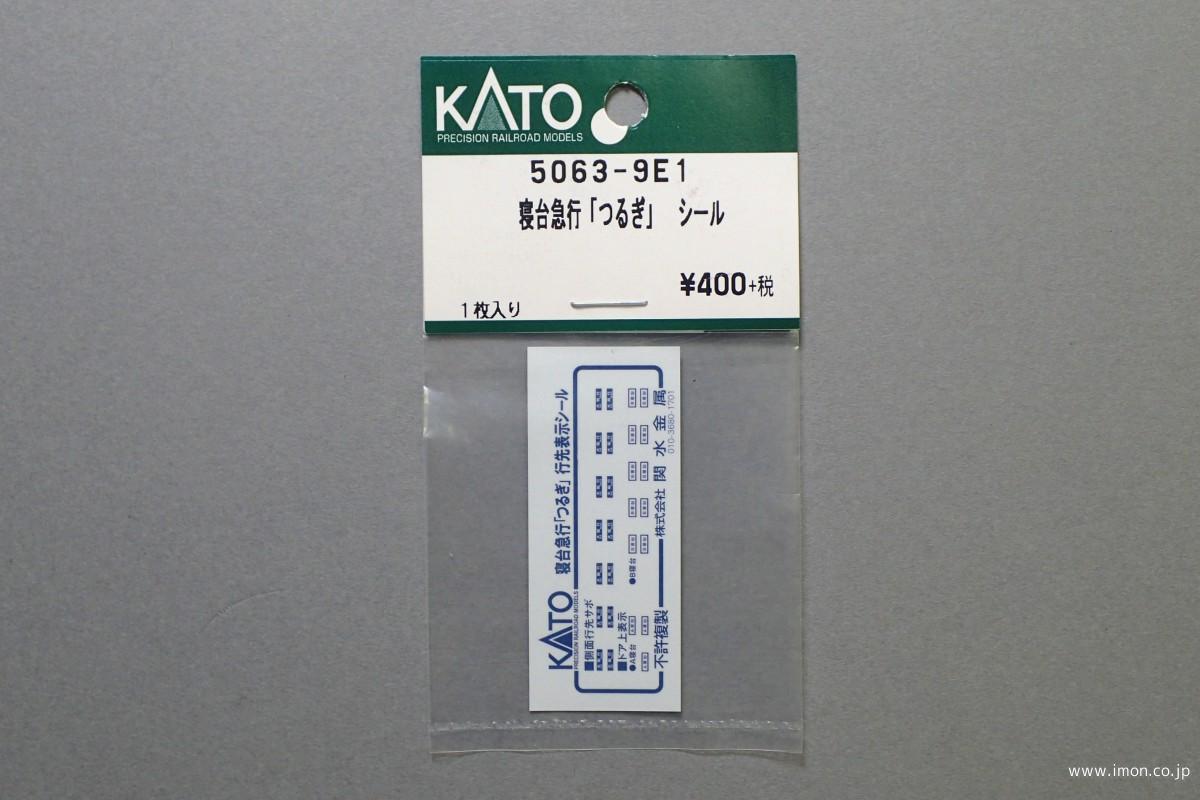 KATO
PRECISION RAILROAD MODELS
5063-9E1
寝台急行「つるぎ」 シール
¥400+税
1枚入り
KATO 寝台急行「つるぎ」行先表示シール
PRECISION RAILROAD MODELS
■側面行先サボ
■ドア上表示
●A寝台
●B寝台
不許複製
株式会社 関水金属
010-3680-1701
www.imon.co.jp